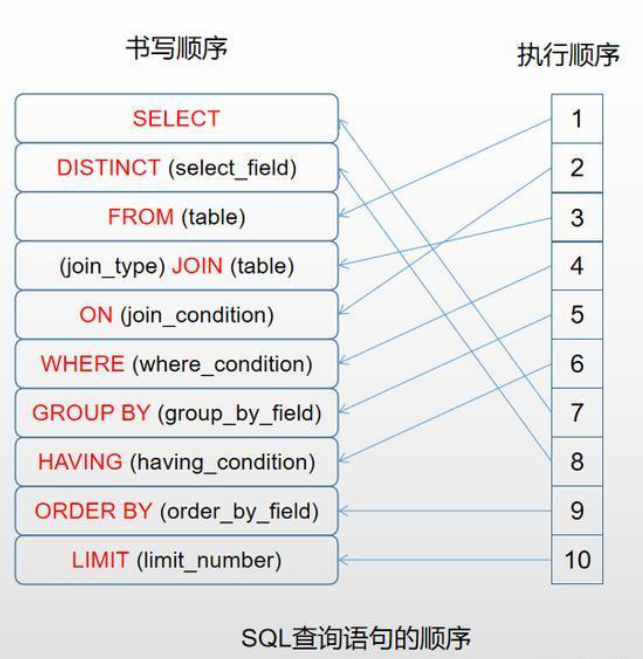 书写顺序
执行顺序
SELECT
1
DISTINCT (select_field)
2
FROM (table)
3
(join_type) JOIN (table)
4
ON (join_condition)
5
WHERE (where_condition)
6
GROUP BY (group_by_field)
7
HAVING (having_condition)
8
ORDER BY (order_by_field)
9
LIMIT (limit_number)
10
SQL查询语句的顺序